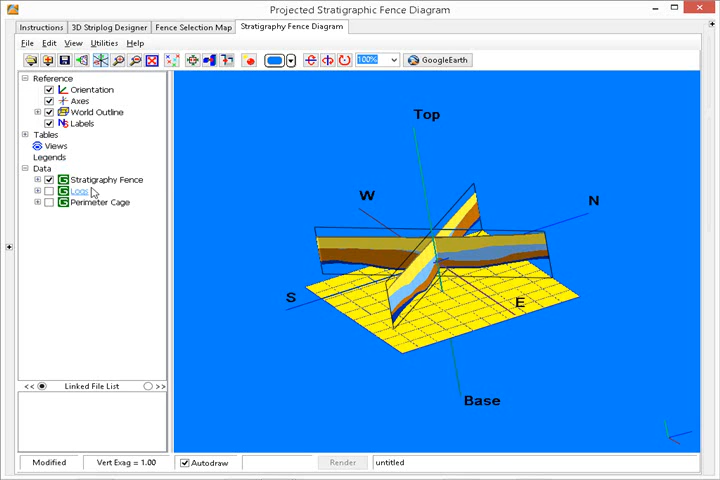 Projected Stratigraphic Fence Diagram
Instructions
3D Striplog Designer
Fence Selection Map
Stratigraphy Fence Diagram
File Edit View Utilities Help
100%
GoogleEarth
Reference
Orientation
Axes
World Outline
Labels
Tables
Views
Legends
Data
Stratigraphy Fence
Logs
Perimeter Cage
Top
W
N
S
E
Base
<< Linked File List >>
Modified
Vert Exag = 1.00
Autodraw
Render
untitled